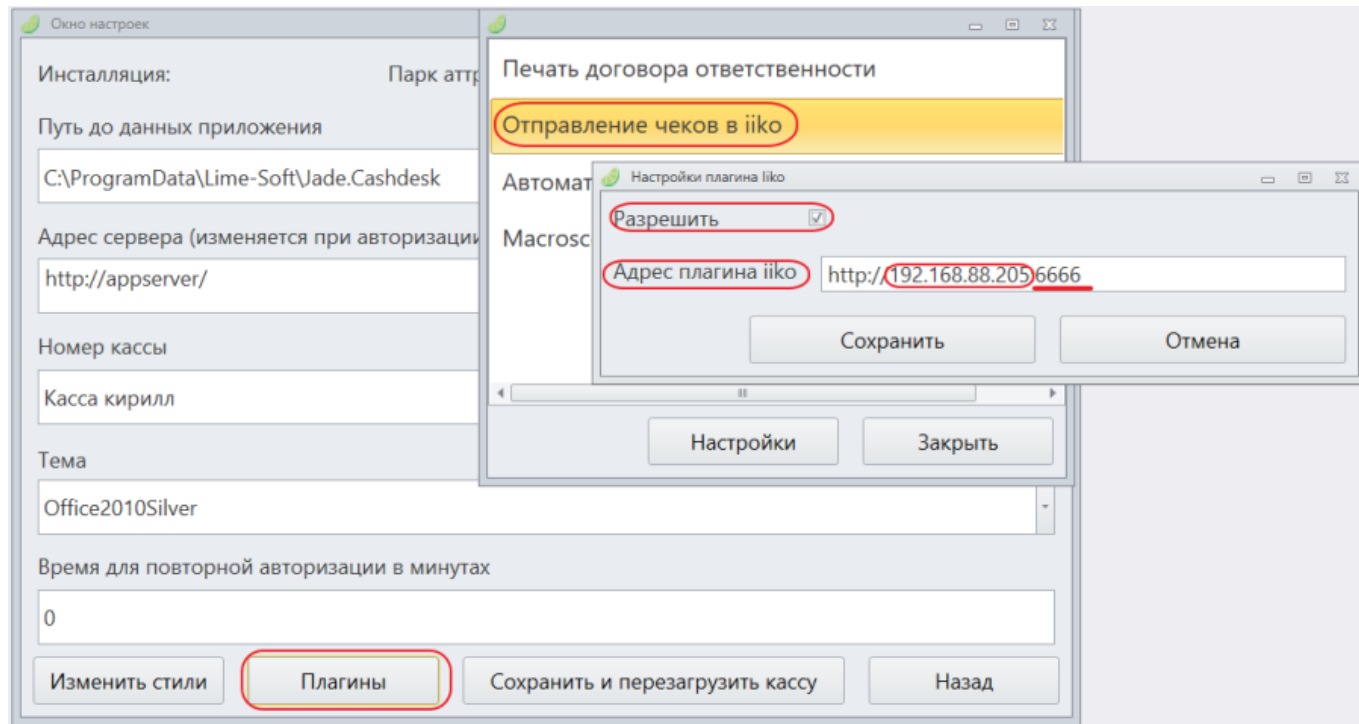 Окно настроек
Инсталляция: Парк аттр
Путь до данных приложения
C:\ProgramData\Lime-Soft\Jade.Cashdesk
Адрес сервера (изменяется при авторизации
http://appserver/
Номер кассы
Касса кирилл
Тема
Office2010Silver
Время для повторной авторизации в минутах
0
Изменить стили
Плагины
Сохранить и перезагрузить кассу
Назад
Печать договора ответственности
Отправление чеков в iiko
Автомат
Macrosc
Настройки
Закрыть
Настройки плагина Iiko
Разрешить
Адрес плагина iiko http://192.168.88.205:6666
Сохранить
Отмена